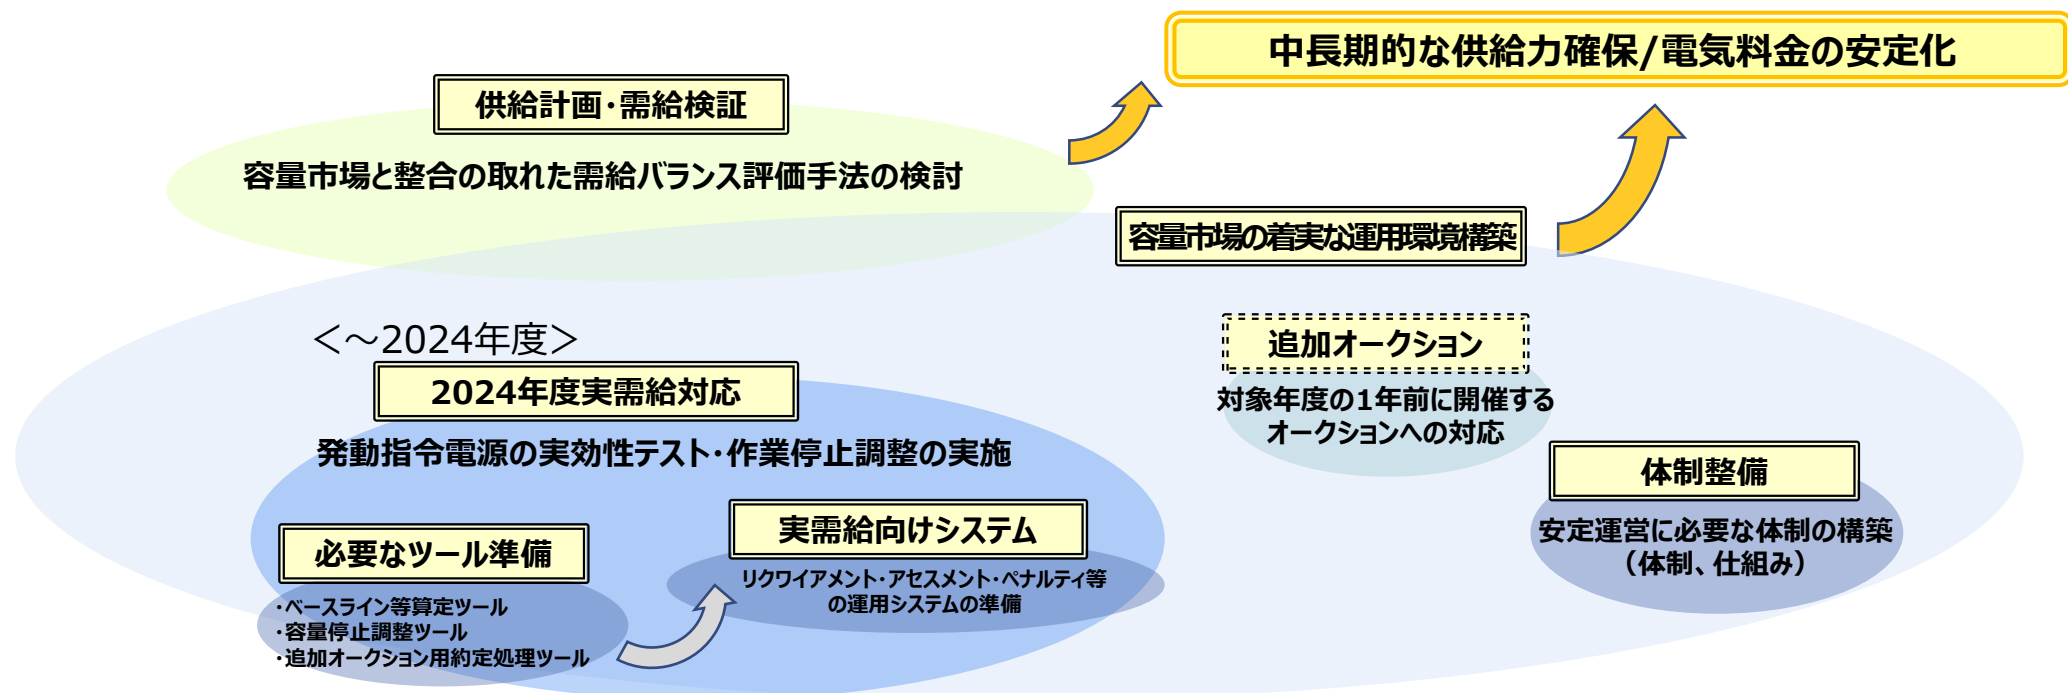 中長期的な供給力確保/電気料金の安定化
供給計画・需給検証
容量市場と整合の取れた需給バランス評価手法の検討
容量市場の着実な運用環境構築
＜～2024年度＞
2024年度実需給対応
発動指令電源の実効性テスト・作業停止調整の実施
必要なツール準備
・ベースライン等算定ツール
・容量停止調整ツール
・追加オークション用約定処理ツール
実需給向けシステム
リクワイアメント・アセスメント・ペナルティ等
の運用システムの準備
追加オークション
対象年度の1年前に開催する
オークションへの対応
体制整備
安定運営に必要な体制の構築
（体制、仕組み）